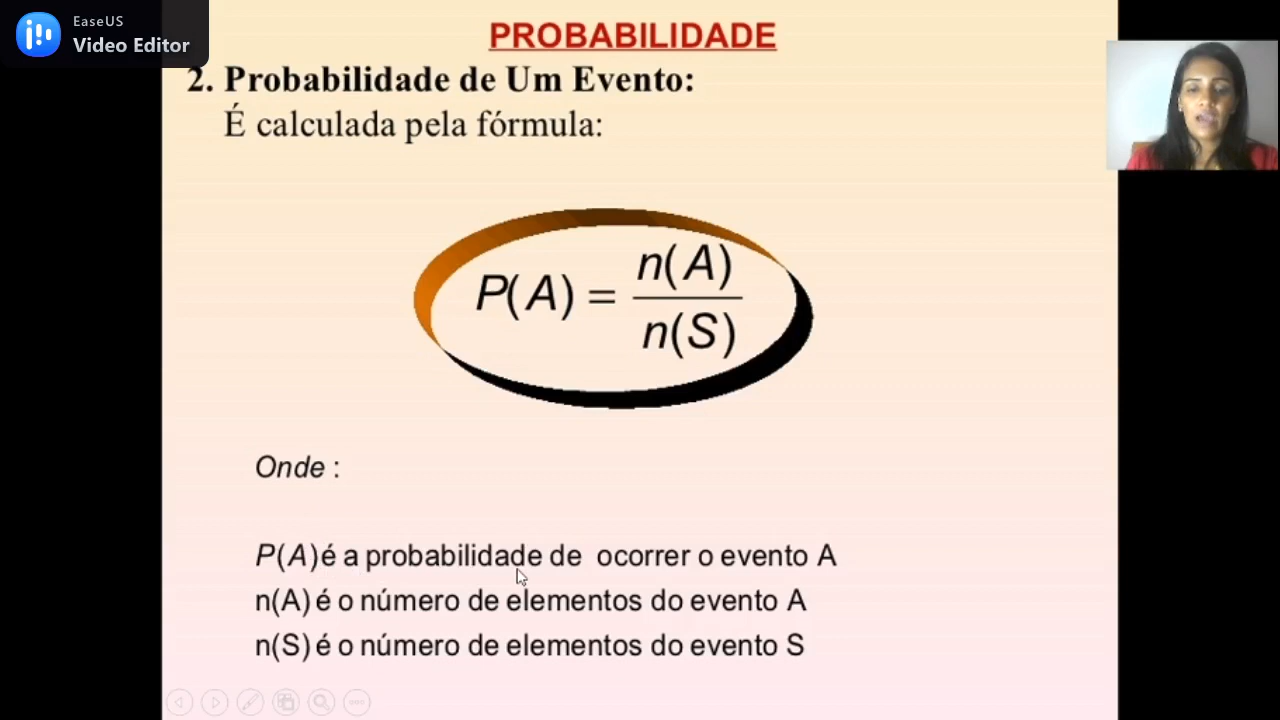 EaseUS
Video Editor
PROBABILIDADE
2. Probabilidade de Um Evento:
É calculada pela fórmula:
P(A) = n(A) / n(S)
Onde :
P(A) é a probabilidade de ocorrer o evento A
n(A) é o número de elementos do evento A
n(S) é o número de elementos do evento S